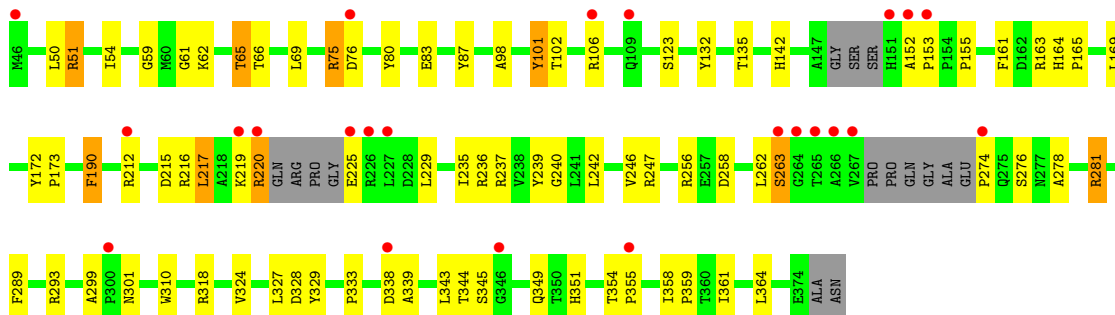 M46 L50 R51 I54 G59 M60 G61 K62 T65 T66 L69 R75 D76 Y80 E83 Y87 A98 Y101 T102 R106 Q109 S123 Y132 T135 H142 A147 GLY SER SER H151 A152 P153 P154 P155 F161 D162 R163 H164 P165 L169
Y172 P173 F190 R212 D215 R216 L217 A218 K219 R220 GLN ARG PRO GLY E225 R226 L227 D228 L229 I235 R236 R237 V238 Y239 G240 L241 L242 V246 R247 R256 E257 D258 L262 S263 G264 T265 A266 V267 PRO PRO GLN GLY GLY ALA GLU P274 Q275 S276 N277 A278 R281
F289 R293 A299 P300 N301 W310 R318 V324 L327 D328 Y329 P333 D338 A339 L343 T344 S345 G346 Q349 T350 H351 T354 P355 I358 P359 T360 I361 L364 E374 ALA ASN